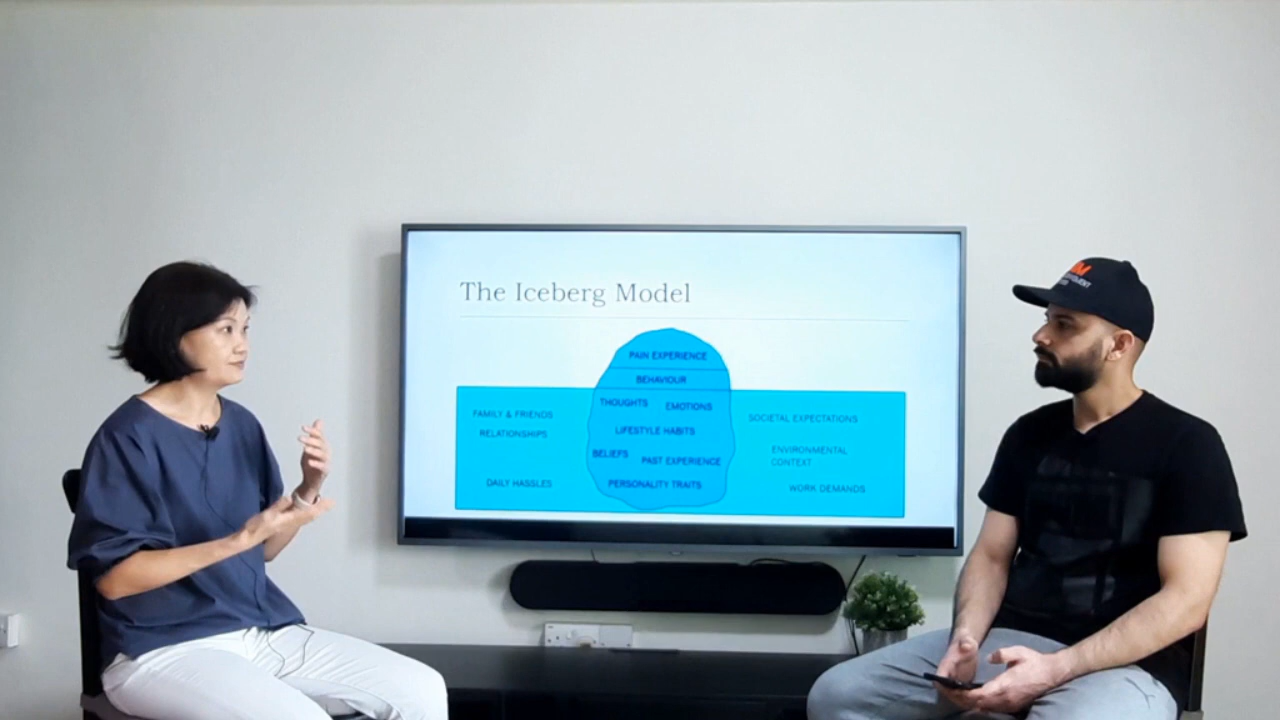 The Iceberg Model
PAIN EXPERIENCE
BEHAVIOUR
THOUGHTS
EMOTIONS
LIFESTYLE HABITS
BELIEFS
PAST EXPERIENCE
PERSONALITY TRAITS
FAMILY & FRIENDS
RELATIONSHIPS
DAILY HASSLES
SOCIETAL EXPECTATIONS
ENVIRONMENTAL
CONTEXT
WORK DEMANDS